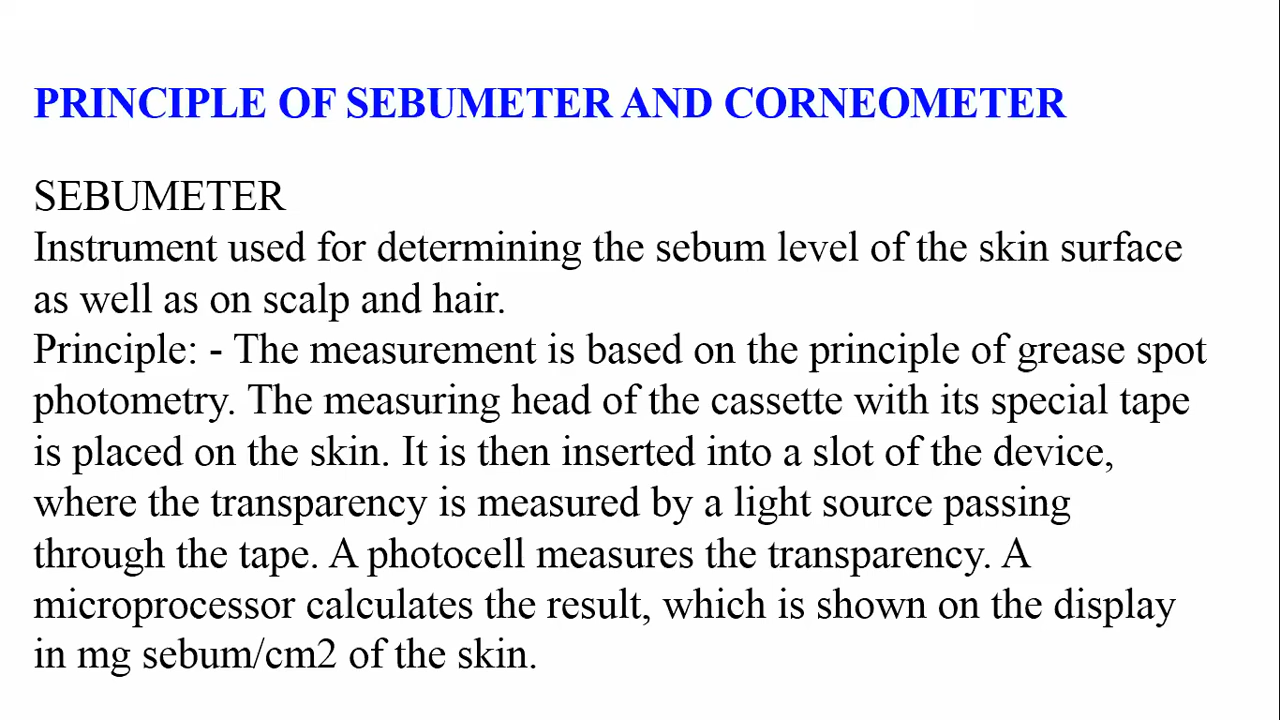 PRINCIPLE OF SEBUMETER AND CORNEOMETER
SEBUMETER
Instrument used for determining the sebum level of the skin surface
as well as on scalp and hair.
Principle: - The measurement is based on the principle of grease spot
photometry. The measuring head of the cassette with its special tape
is placed on the skin. It is then inserted into a slot of the device,
where the transparency is measured by a light source passing
through the tape. A photocell measures the transparency. A
microprocessor calculates the result, which is shown on the display
in mg sebum/cm2 of the skin.